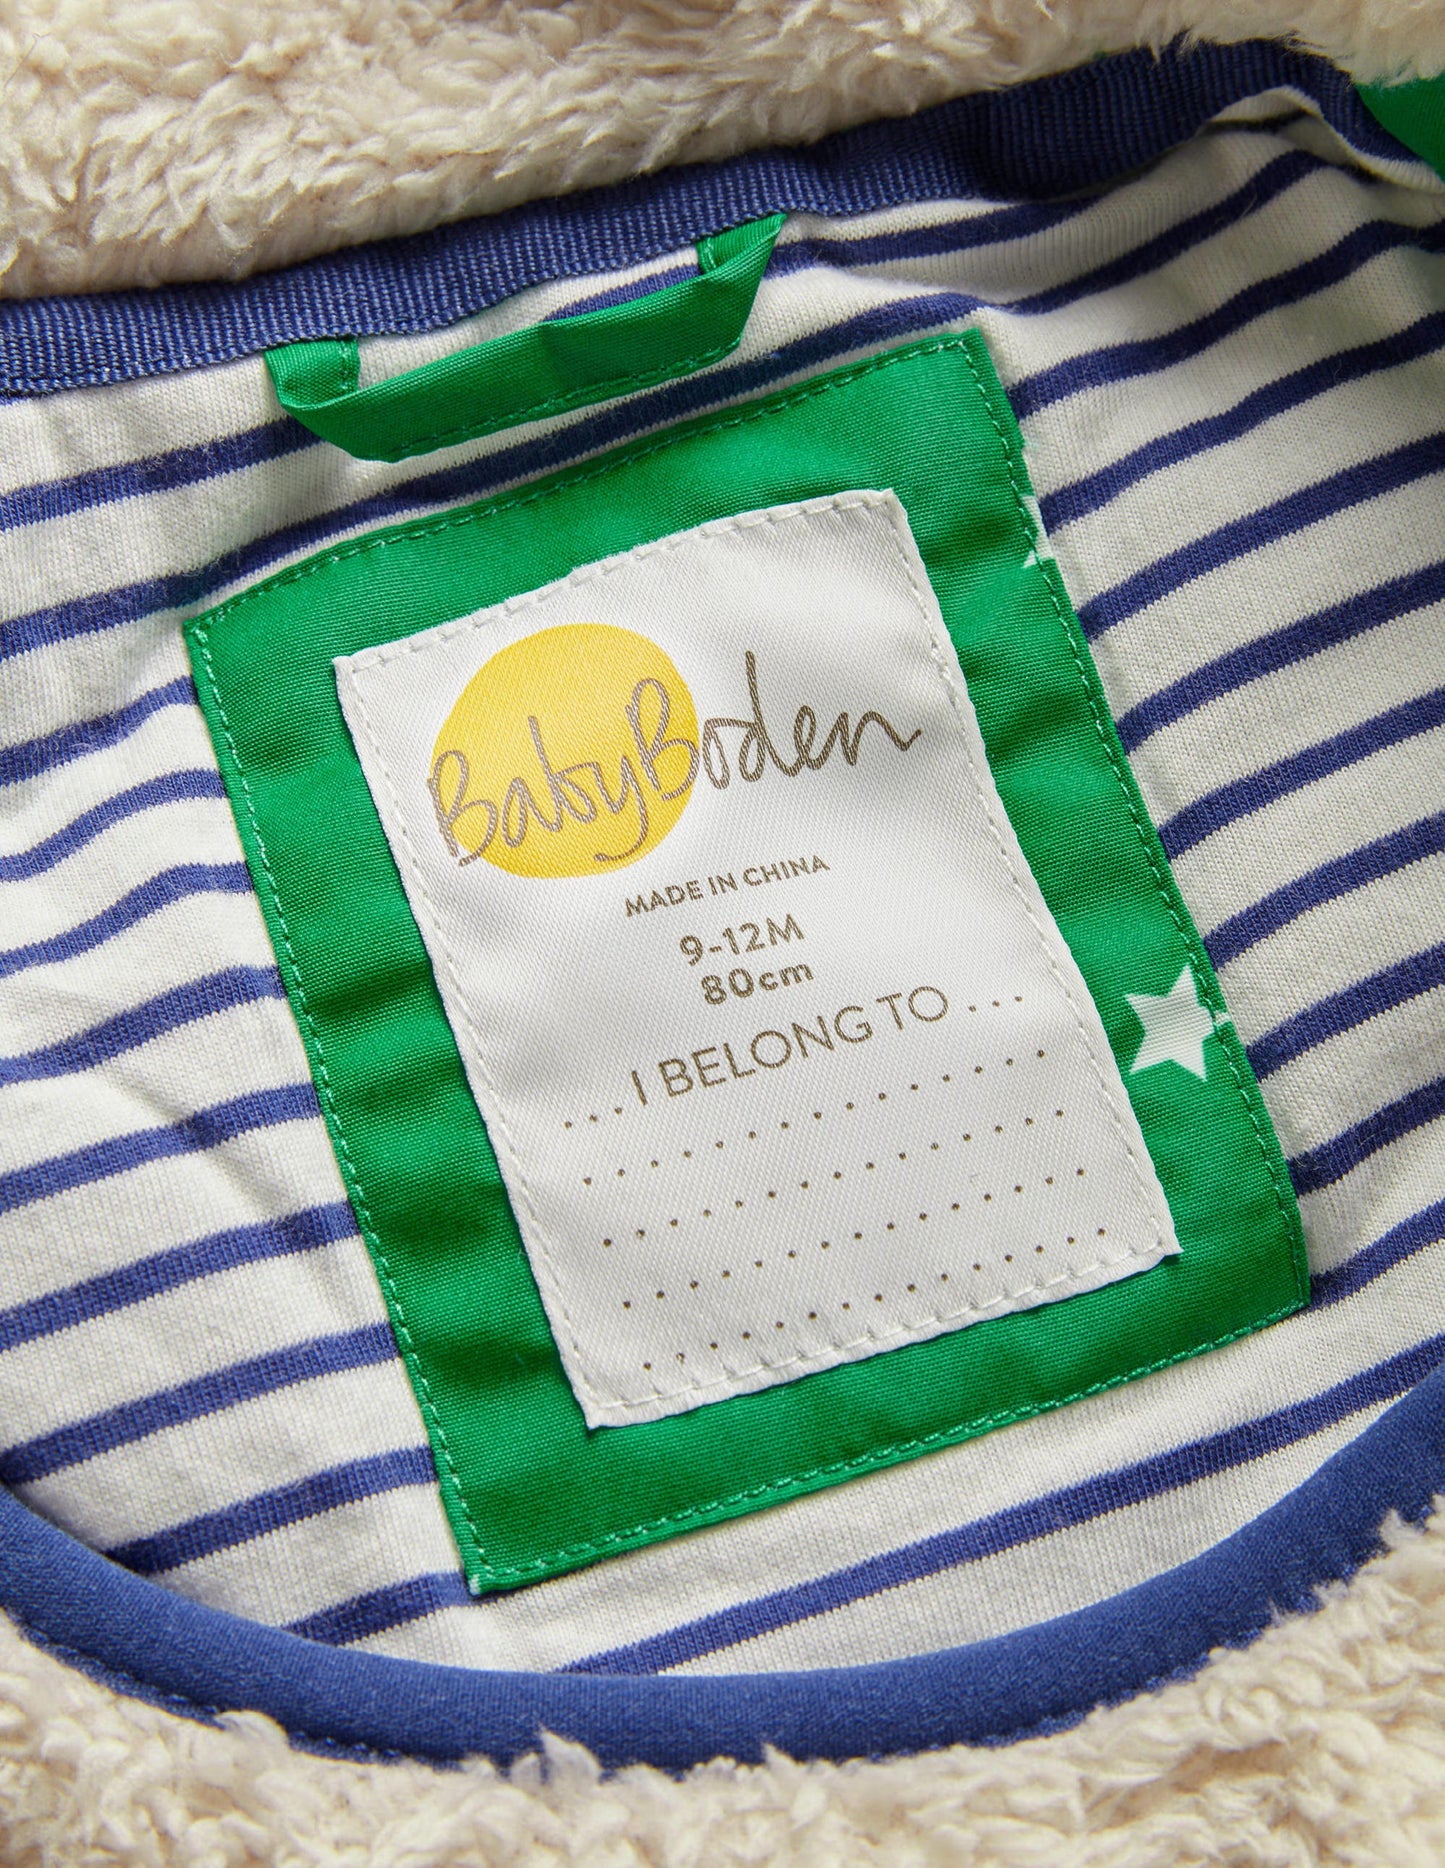 BabyBoden
MADE IN CHINA
9-12M
80cm
...I BELONG TO...